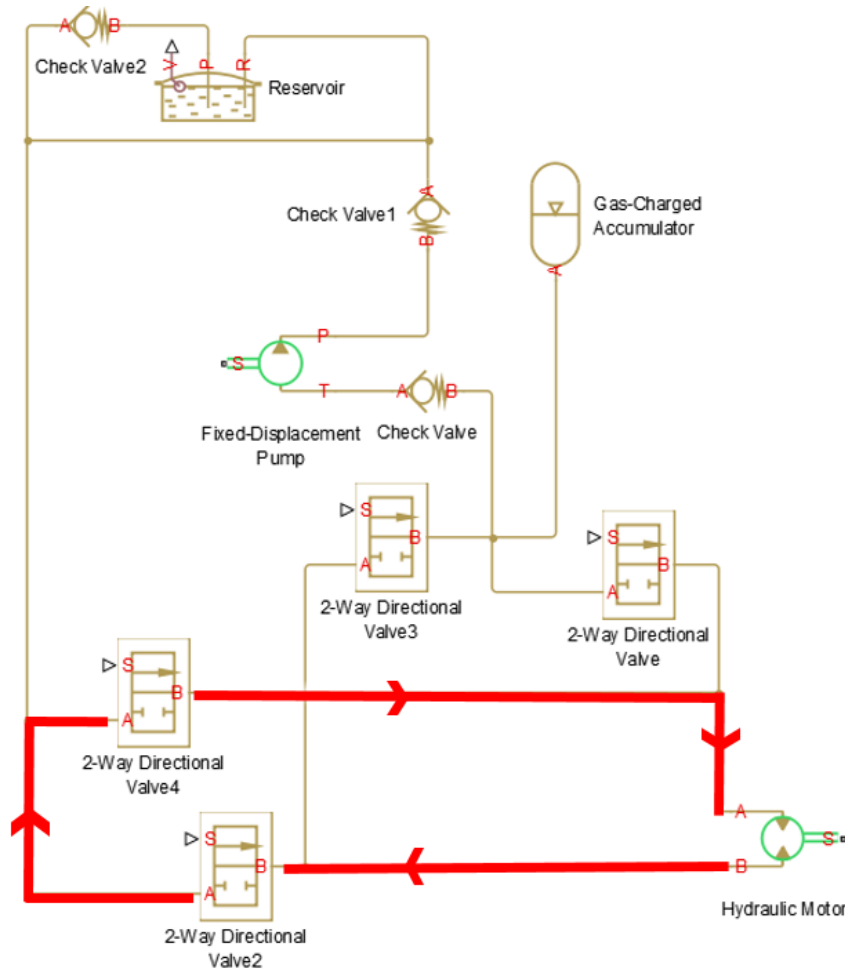 A B
Check Valve2
V P R
Reservoir
A
Check Valve1
B
Gas-Charged
Accumulator
A
P
S
T
A B
Fixed-Displacement
Pump
Check Valve
S
B
A
2-Way Directional
Valve3
S
B
A
2-Way Directional
Valve
S
B
A
2-Way Directional
Valve4
S
B
A
2-Way Directional
Valve2
A
S
B
Hydraulic Motor